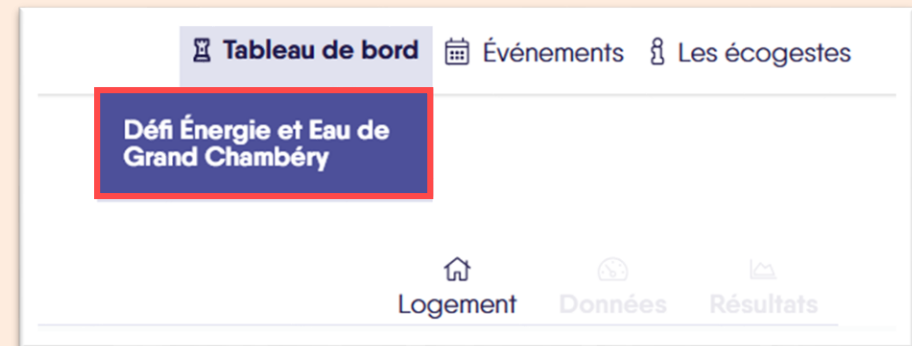 Tableau de bord Événements Les écogestes
Défi Énergie et Eau de
Grand Chambéry
Logement Données Résultats